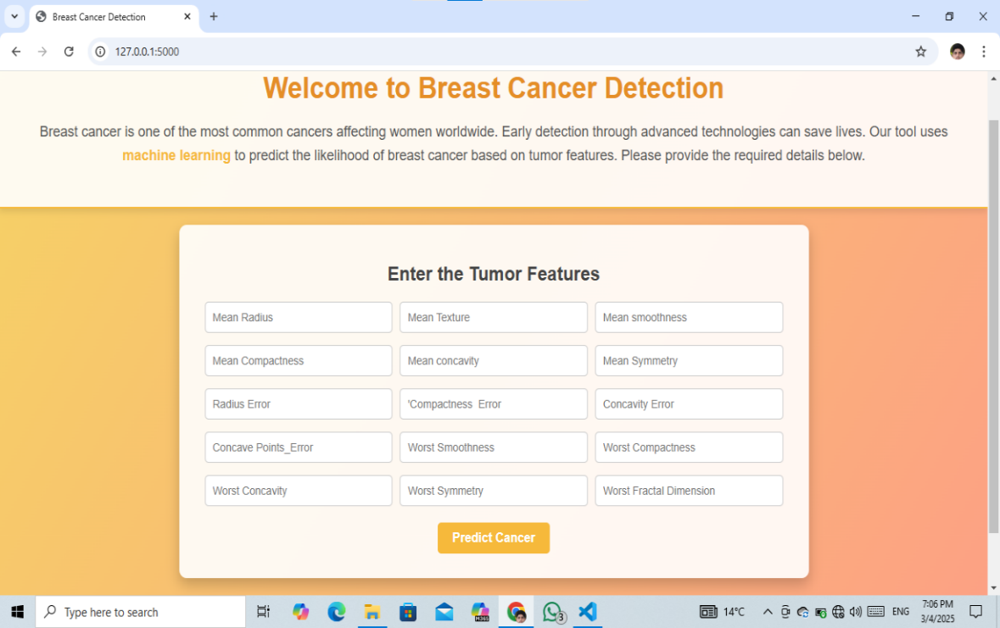 Breast Cancer Detection
127.0.0.1:5000
Welcome to Breast Cancer Detection
Breast cancer is one of the most common cancers affecting women worldwide. Early detection through advanced technologies can save lives. Our tool uses
machine learning to predict the likelihood of breast cancer based on tumor features. Please provide the required details below.
Enter the Tumor Features
Mean Radius Mean Texture Mean smoothness
Mean Compactness Mean concavity Mean Symmetry
Radius Error 'Compactness  Error Concavity Error
Concave Points_Error Worst Smoothness Worst Compactness
Worst Concavity Worst Symmetry Worst Fractal Dimension
Predict Cancer
Type here to search M365 3 14°C ENG 7:06 PM
3/4/2025